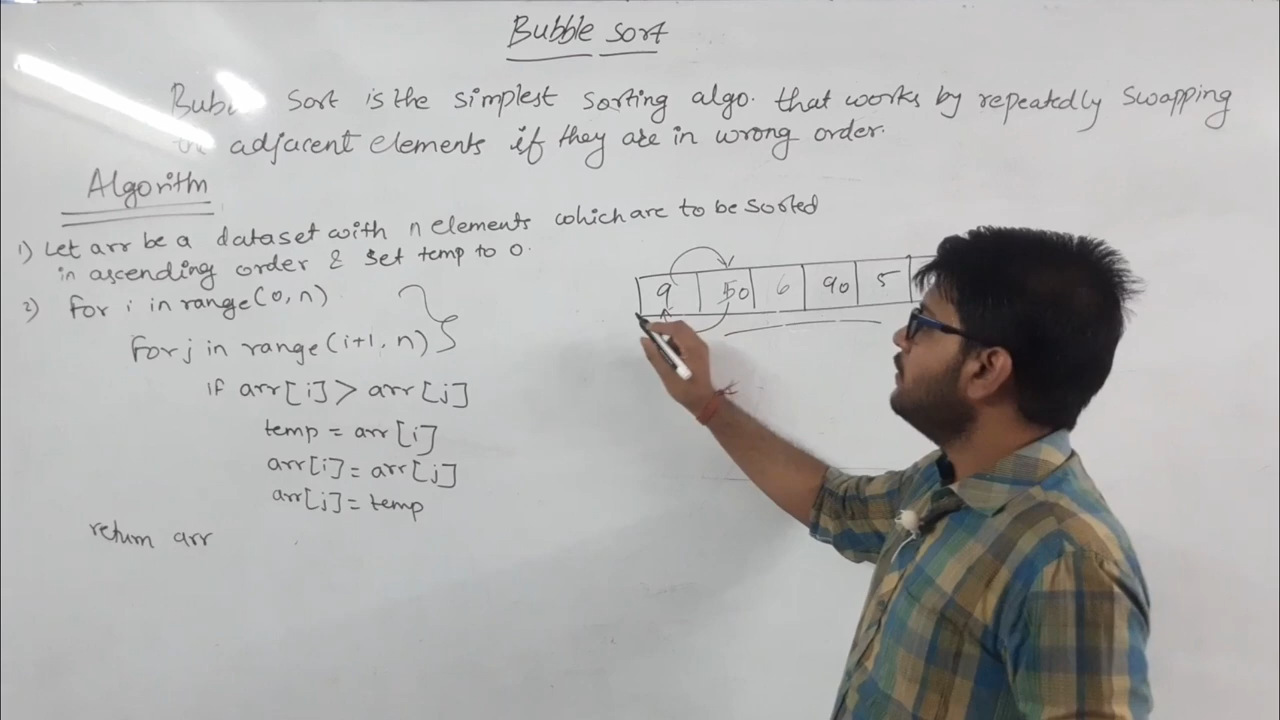 Bubble sort
Sort is the simplest sorting algo. that works by repeatedly swapping
adjacent elements if they are in wrong order.
Algorithm
1) Let arr be a dataset with n elements which are to be sorted
in ascending order & set temp to 0.
2) for i in range(0, n)
for j in range(i+1, n)
if arr[i] > arr[j]
temp = arr[i]
arr[i] = arr[j]
arr[j] = temp
return arr
9 50 6 90 5